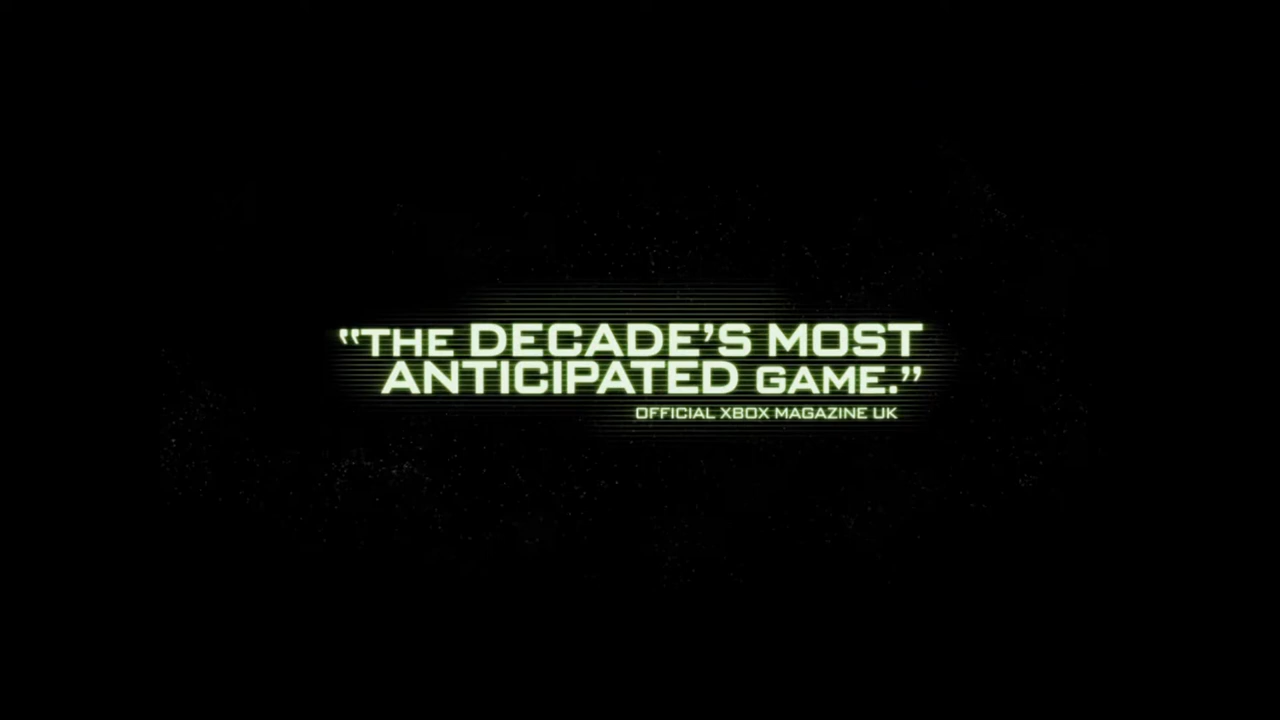 “THE DECADE’S MOST
ANTICIPATED GAME.”
OFFICIAL XBOX MAGAZINE UK